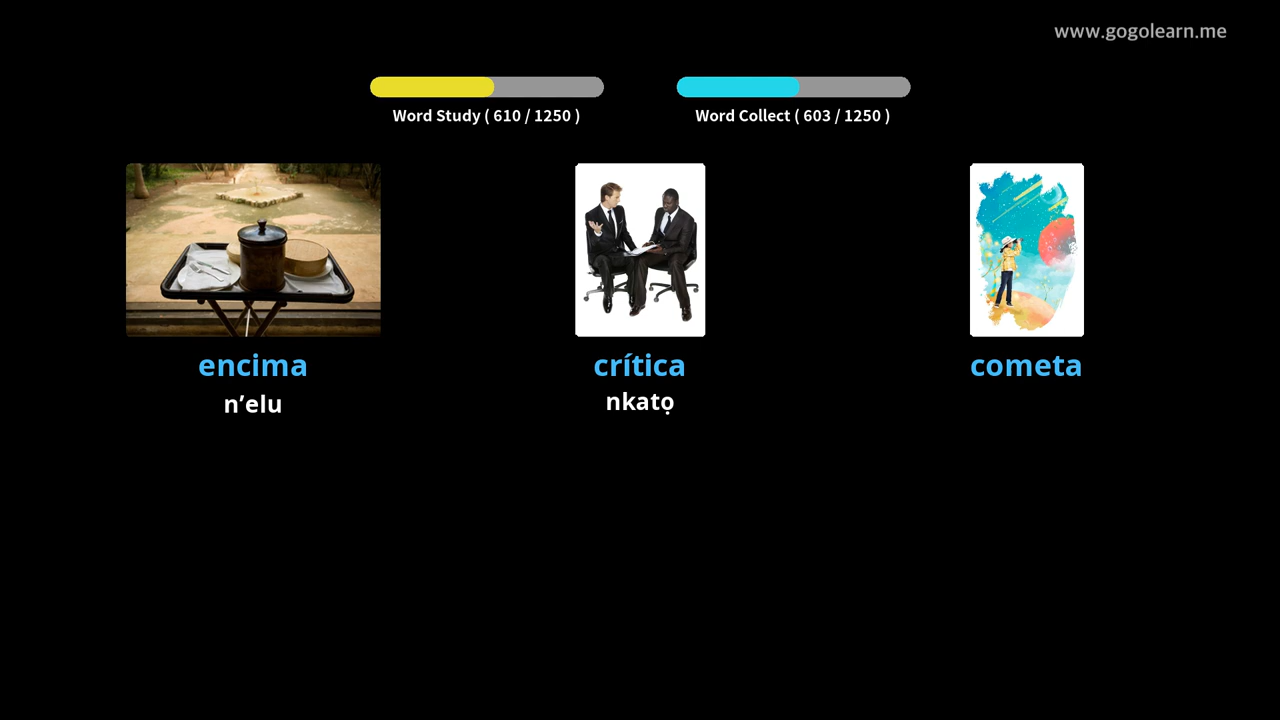 www.gogolearn.me
Word Study ( 610 / 1250 )
Word Collect ( 603 / 1250 )
encima
n’elu
crítica
nkatọ
cometa